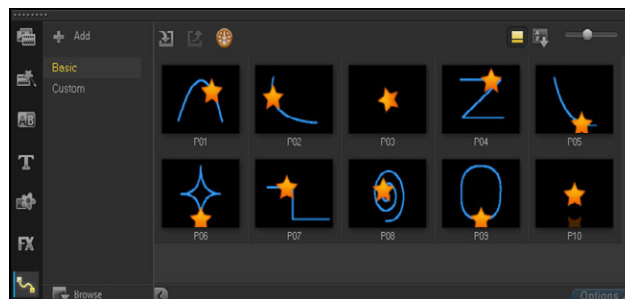 Add
Basic
Custom
AB
T
FX
P01 P02 P03 P04 P05
P06 P07 P08 P09 P10
Browse
Options